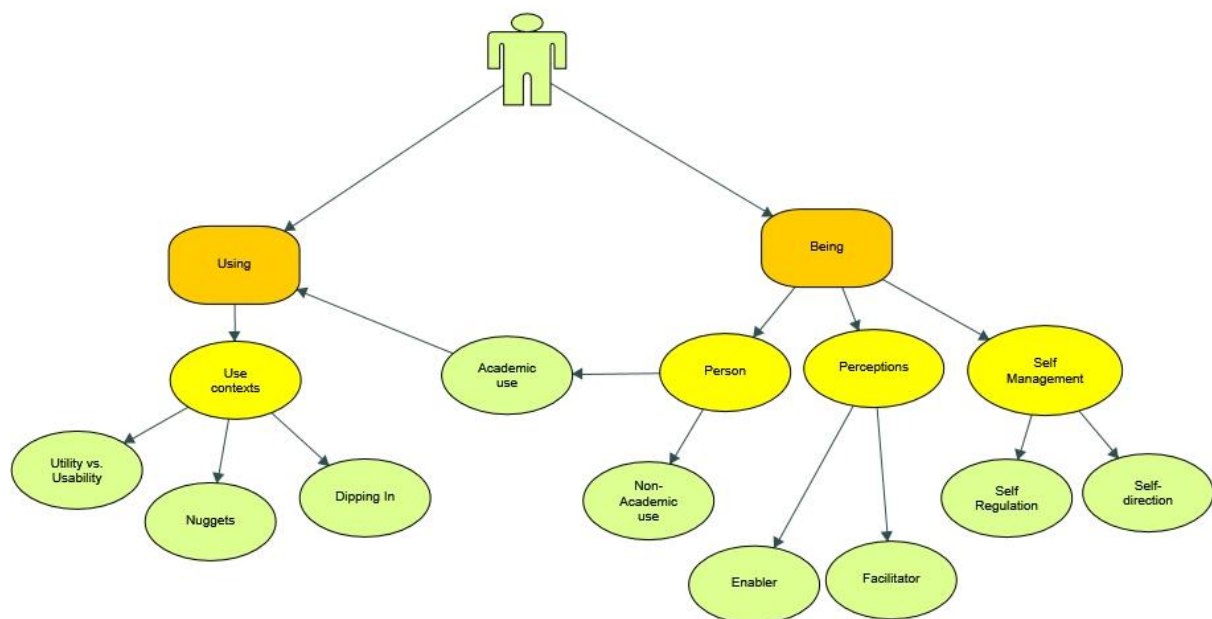 Using
Being
Use
contexts
Academic
use
Person
Perceptions
Self
Management
Utility vs.
Usability
Nuggets
Dipping In
Non-
Academic
use
Self
Regulation
Self-
direction
Enabler
Facilitator